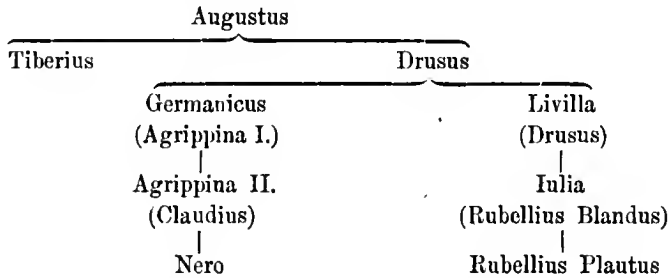 Augustus
Tiberius Drusus
Germanicus Livilla
(Agrippina I.) (Drusus)
Agrippina II. Iulia
(Claudius) (Rubellius Blandus)
Nero Rubellius Plautus